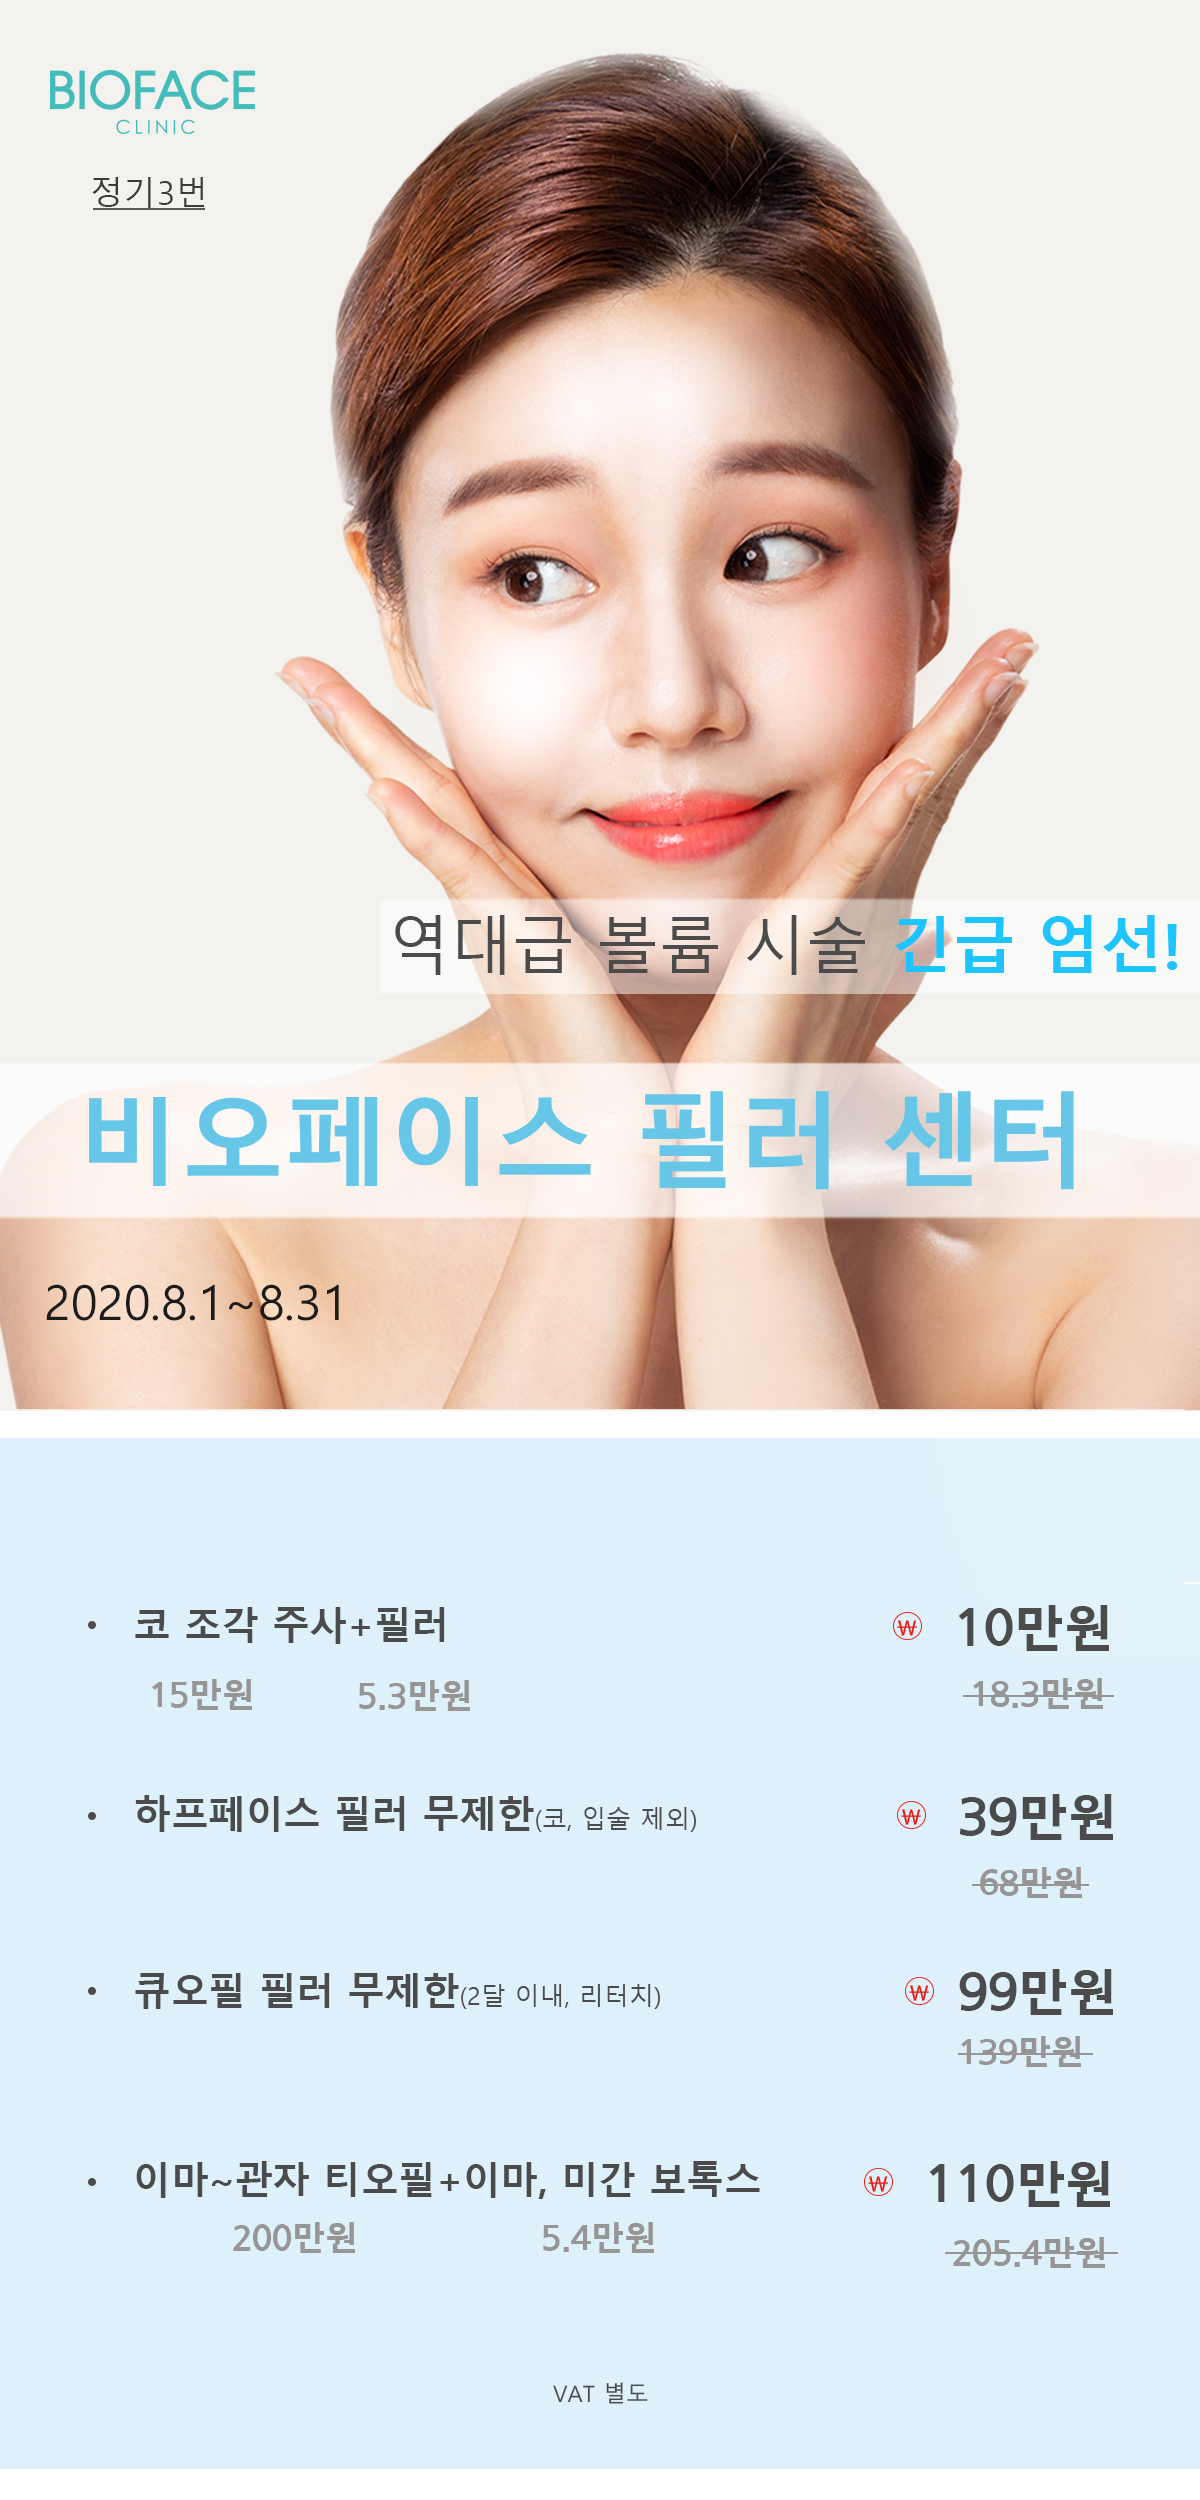 BIOFACE
CLINIC
정기3번
역대급 볼륨 시술 긴급 엄선!
비오페이스 필러 센터
2020.8.1~8.31
• 코 조각 주사+필러 ₩ 10만원
15만원 5.3만원 18.3만원
• 하프페이스 필러 무제한(코, 입술 제외) ₩ 39만원
68만원
• 큐오필 필러 무제한(2달 이내, 리터치) ₩ 99만원
139만원
• 이마~관자 티오필+이마, 미간 보톡스 ₩ 110만원
200만원 5.4만원 205.4만원
VAT 별도